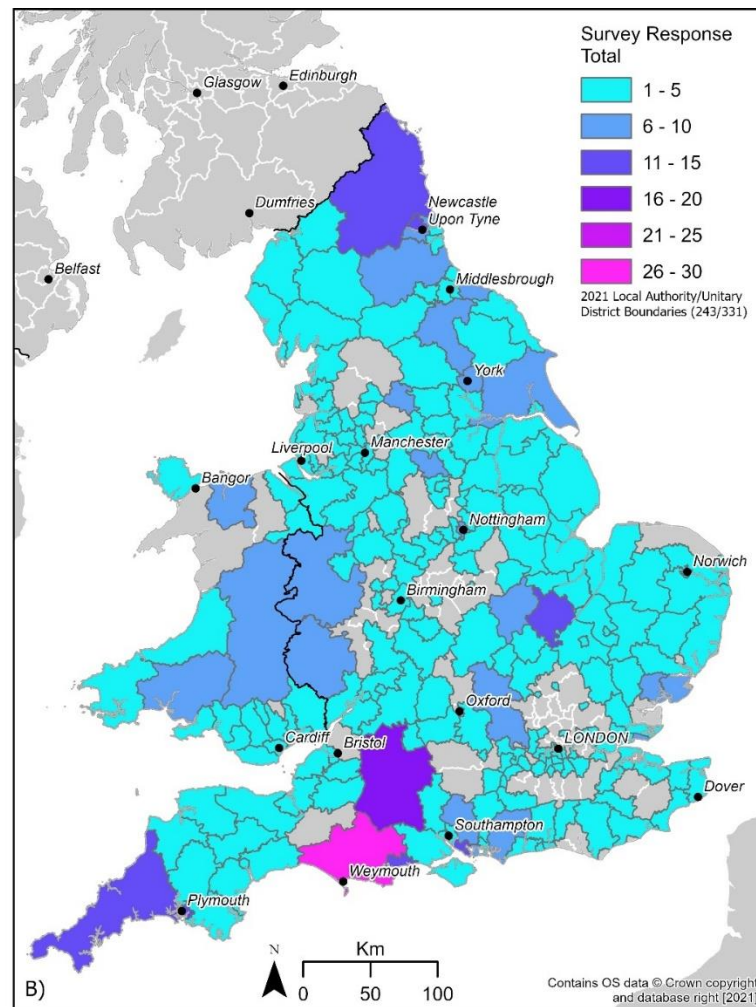 Survey Response
Total
1 - 5
6 - 10
11 - 15
16 - 20
21 - 25
26 - 30
2021 Local Authority/Unitary
District Boundaries (243/331)
Glasgow
Edinburgh
Dumfries
Newcastle
Upon Tyne
Belfast
Middlesbrough
York
Liverpool
Manchester
Bangor
Nottingham
Norwich
Birmingham
Oxford
Cardiff
Bristol
LONDON
Dover
Southampton
Weymouth
Plymouth
N
Km
0 50 100
B)
Contains OS data © Crown copyright
and database right [2021